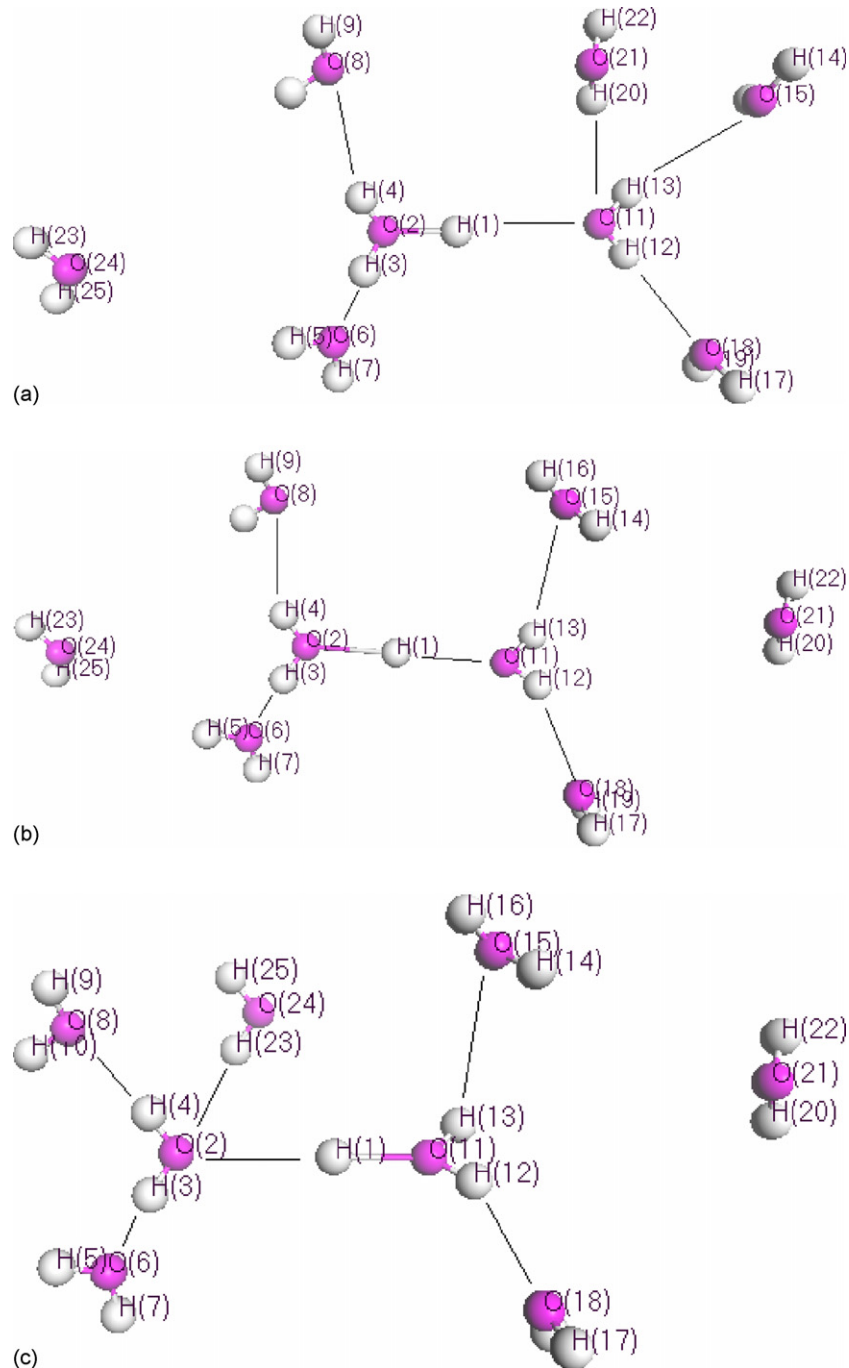 H(9)
O(8)
H(22)
O(21)
H(20)
H(14)
O(15)
H(4)
H(13)
O(2)
H(1)
O(11)
H(12)
H(23)
O(24)
H(25)
H(3)
H(5)
O(6)
H(7)
O(18)
19)
H(17)
(a)
H(9)
O(8)
H(16)
O(15)
H(14)
H(22)
O(21)
H(20)
H(4)
H(23)
O(24)
H(25)
O(2)
H(1)
H(13)
O(11)
H(12)
H(3)
H(5)
O(6)
H(7)
O(18)
H(19)
H(17)
(b)
H(16)
O(15)
H(14)
H(9)
O(8)
H(10)
H(25)
O(24)
H(23)
H(22)
O(21)
H(20)
H(4)
O(2)
H(3)
H(1)
H(13)
O(11)
H(12)
H(5)
O(6)
H(7)
O(18)
H(17)
(c)